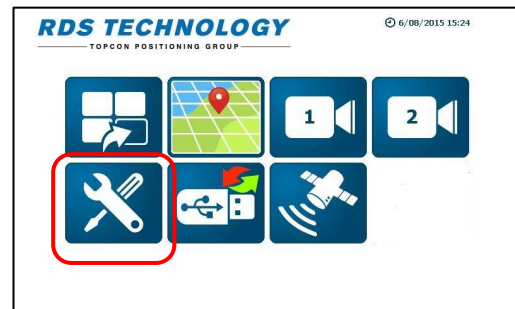 RDS TECHNOLOGY
TOPCON POSITIONING GROUP
6/08/2015 15:24
1
2